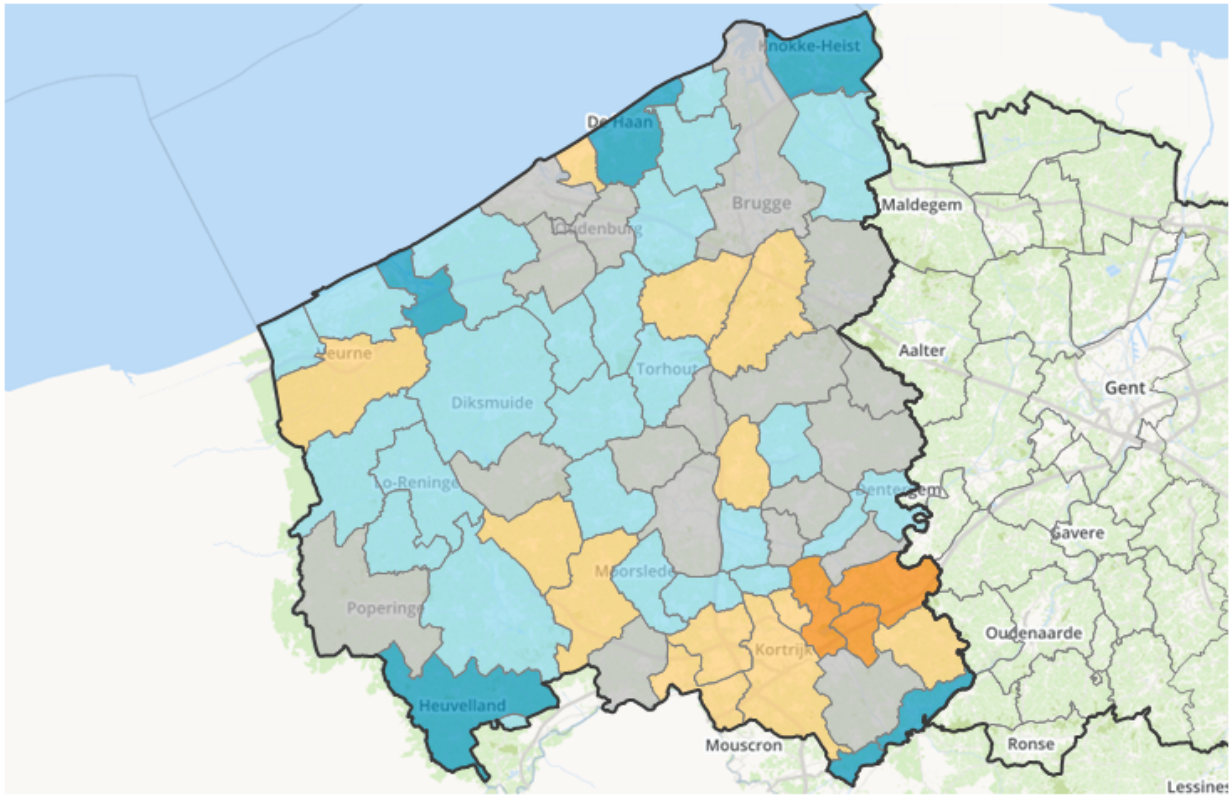 Knokke-Heist
De Haan
Brugge
Maldegem
Oudenburg
Veurne
Torhout
Aalter
Gent
Diksmuide
Lo-Reninge
Dentergem
Gavere
Moorslede
Poperinge
Oudenaarde
Kortrijk
Heuvelland
Mouscron
Ronse
Lessines